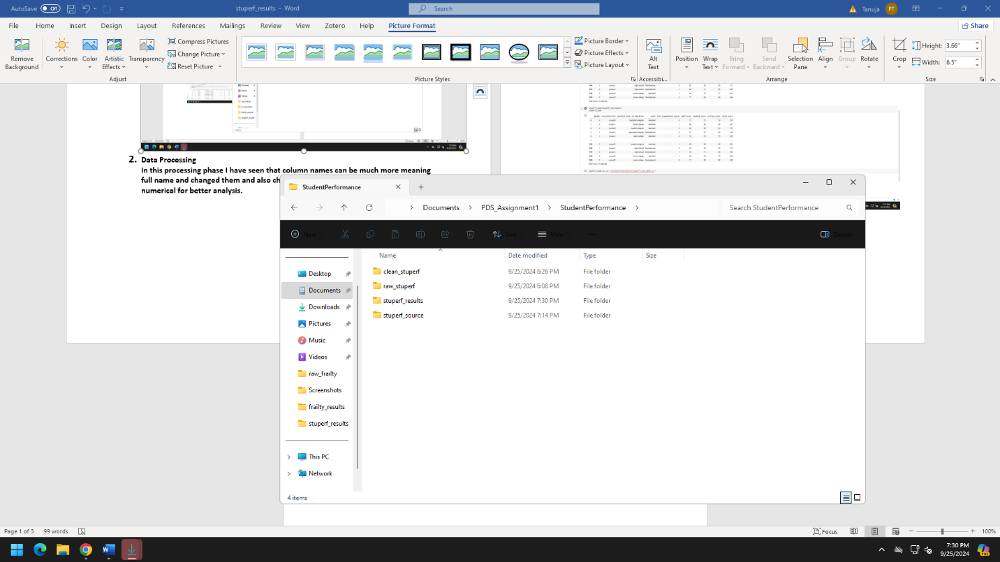 AutoSave Off stuperf_results - Word Search Tanuja PT
File Home Insert Design Layout References Mailings Review View Zotero Help Picture Format Share
Remove Background
Corrections
Color
Artistic Effects
Transparency
Compress Pictures
Change Picture
Reset Picture
Adjust
Picture Styles
Picture Border
Picture Effects
Picture Layout
Alt Text
Accessibi...
Position
Wrap Text
Bring Forward
Send Backward
Selection Pane
Align
Group
Rotate
Arrange
Crop
Height: 3.66"
Width: 6.5"
Size
2. Data Processing
In this processing phase I have seen that column names can be much more meaning
full name and changed them and also ch
numerical for better analysis.
StudentPerformance
Documents > PDS_Assignment1 > StudentPerformance >
Search StudentPerformance
New Sort View Details
Name Date modified Type Size
clean_stuperf 9/25/2024 6:26 PM File folder
raw_stuperf 9/25/2024 6:08 PM File folder
stuperf_results 9/25/2024 7:30 PM File folder
stuperf_source 9/25/2024 7:14 PM File folder
Desktop
Documents
Downloads
Pictures
Music
Videos
raw_frailty
Screenshots
frailty_results
stuperf_results
This PC
Network
4 items
Page 1 of 3 99 words Focus 100%
7:30 PM
9/25/2024